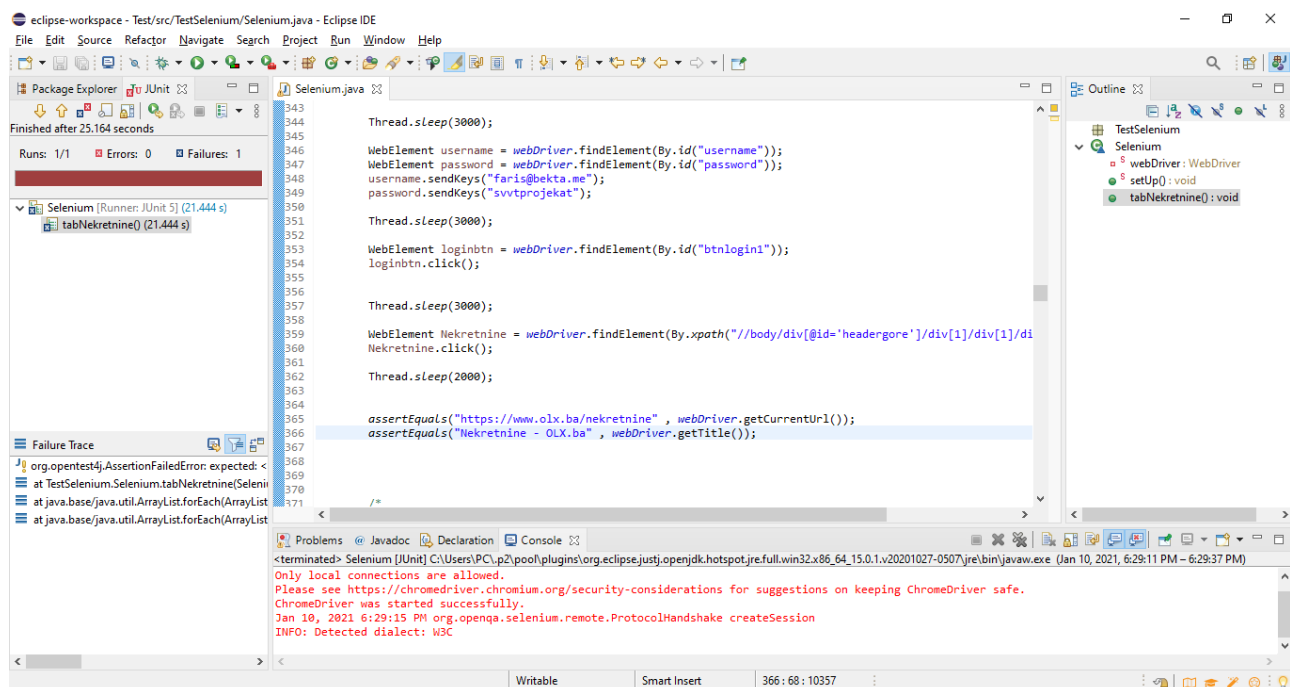 eclipse-workspace - Test/src/TestSelenium/Selenium.java - Eclipse IDE
File Edit Source Refactor Navigate Search Project Run Window Help
Package Explorer JUnit
Finished after 25.164 seconds
Runs: 1/1 Errors: 0 Failures: 1
Selenium [Runner: JUnit 5] (21.444 s)
tabNekretnine() (21.444 s)
Failure Trace
org.opentest4j.AssertionFailedError: expected: <
at TestSelenium.Selenium.tabNekretnine(Seleni
at java.base/java.util.ArrayList.forEach(ArrayList
at java.base/java.util.ArrayList.forEach(ArrayList
Selenium.java
343
344 Thread.sleep(3000);
345
346 WebElement username = webDriver.findElement(By.id("username"));
347 WebElement password = webDriver.findElement(By.id("password"));
348 username.sendKeys("faris@bekta.me");
349 password.sendKeys("svvtprojekat");
350
351 Thread.sleep(3000);
352
353 WebElement loginbtn = webDriver.findElement(By.id("btnlogin1"));
354 loginbtn.click();
355
356
357 Thread.sleep(3000);
358
359 WebElement Nekretnine = webDriver.findElement(By.xpath("//body/div[@id='headergore']/div[1]/div[1]/di
360 Nekretnine.click();
361
362 Thread.sleep(2000);
363
364
365 assertEquals("https://www.olx.ba/nekretnine" , webDriver.getCurrentUrl());
366 assertEquals("Nekretnine - OLX.ba" , webDriver.getTitle());
367
368
369
370
371 /*
Outline
TestSelenium
Selenium
webDriver : WebDriver
setUp() : void
tabNekretnine() : void
Problems Javadoc Declaration Console
<terminated> Selenium [JUnit] C:\Users\PC\.p2\pool\plugins\org.eclipse.justj.openjdk.hotspot.jre.full.win32.x86_64_15.0.1.v20201027-0507\jre\bin\javaw.exe (Jan 10, 2021, 6:29:11 PM – 6:29:37 PM)
Only local connections are allowed.
Please see https://chromedriver.chromium.org/security-considerations for suggestions on keeping ChromeDriver safe.
ChromeDriver was started successfully.
Jan 10, 2021 6:29:15 PM org.openqa.selenium.remote.ProtocolHandshake createSession
INFO: Detected dialect: W3C
Writable Smart Insert 366 : 68 : 10357